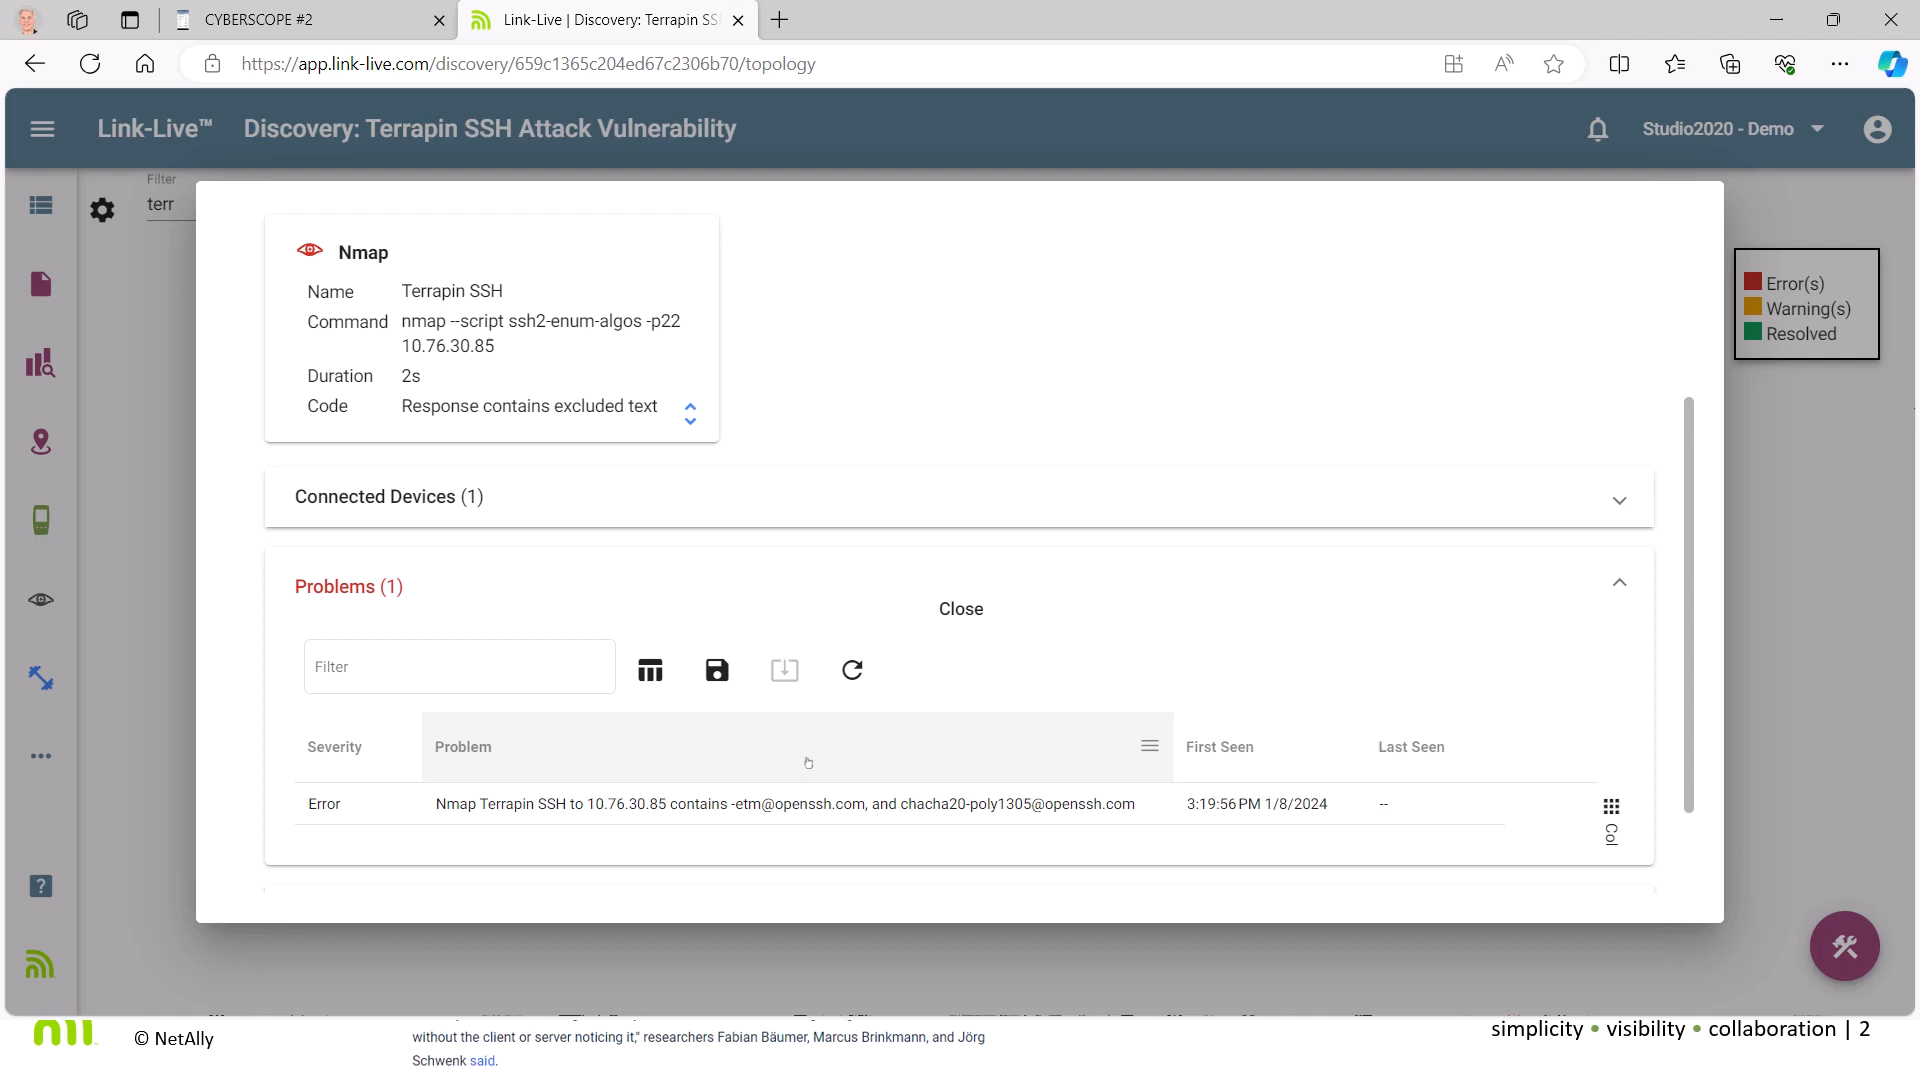 CYBERSCOPE #2
Link-Live | Discovery: Terrapin SS
https://app.link-live.com/discovery/659c1365c204ed67c2306b70/topology
Link-Live™ Discovery: Terrapin SSH Attack Vulnerability
Studio2020 - Demo
Filter
terr
Error(s)
Warning(s)
Resolved
Nmap
Name Terrapin SSH
Command nmap --script ssh2-enum-algos -p22
10.76.30.85
Duration 2s
Code Response contains excluded text
Connected Devices (1)
Problems (1)
Close
Filter
Severity Problem First Seen Last Seen
Error Nmap Terrapin SSH to 10.76.30.85 contains -etm@openssh.com, and chacha20-poly1305@openssh.com 3:19:56 PM 1/8/2024 --
Col
© NetAlly
without the client or server noticing it," researchers Fabian Bäumer, Marcus Brinkmann, and Jörg
Schwenk said.
simplicity • visibility • collaboration | 2